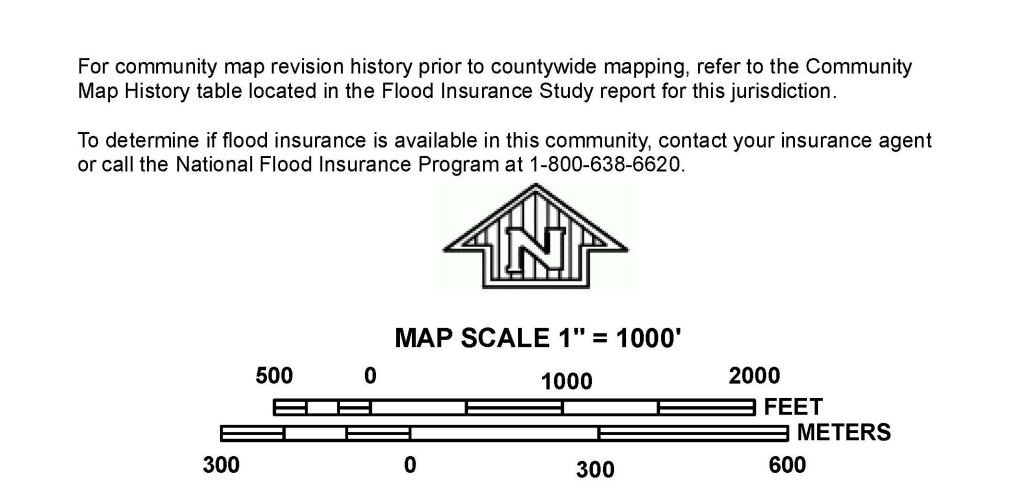 For community map revision history prior to countywide mapping, refer to the Community
Map History table located in the Flood Insurance Study report for this jurisdiction.
To determine if flood insurance is available in this community, contact your insurance agent
or call the National Flood Insurance Program at 1-800-638-6620.
N
MAP SCALE 1" = 1000'
500 0 1000 2000
FEET
METERS
300 0 300 600